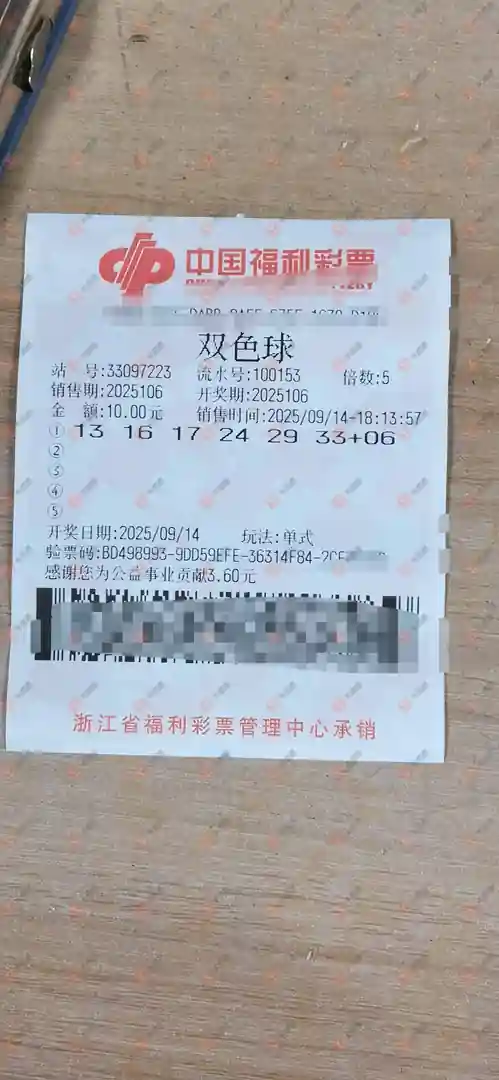 中国福利彩票
双色球
站 号:33097223 流水号:100153 倍数:5
销售期:2025106 开奖期:2025106
金 额:10.00元 销售时间:2025/09/14-18:13:57
① 13 16 17 24 29 33+06
②
③
④
⑤
开奖日期:2025/09/14 玩法:单式
验票码:BD498993-9DD59EFE-36314F84-
感谢您为公益事业贡献3.60元
浙江省福利彩票管理中心承销